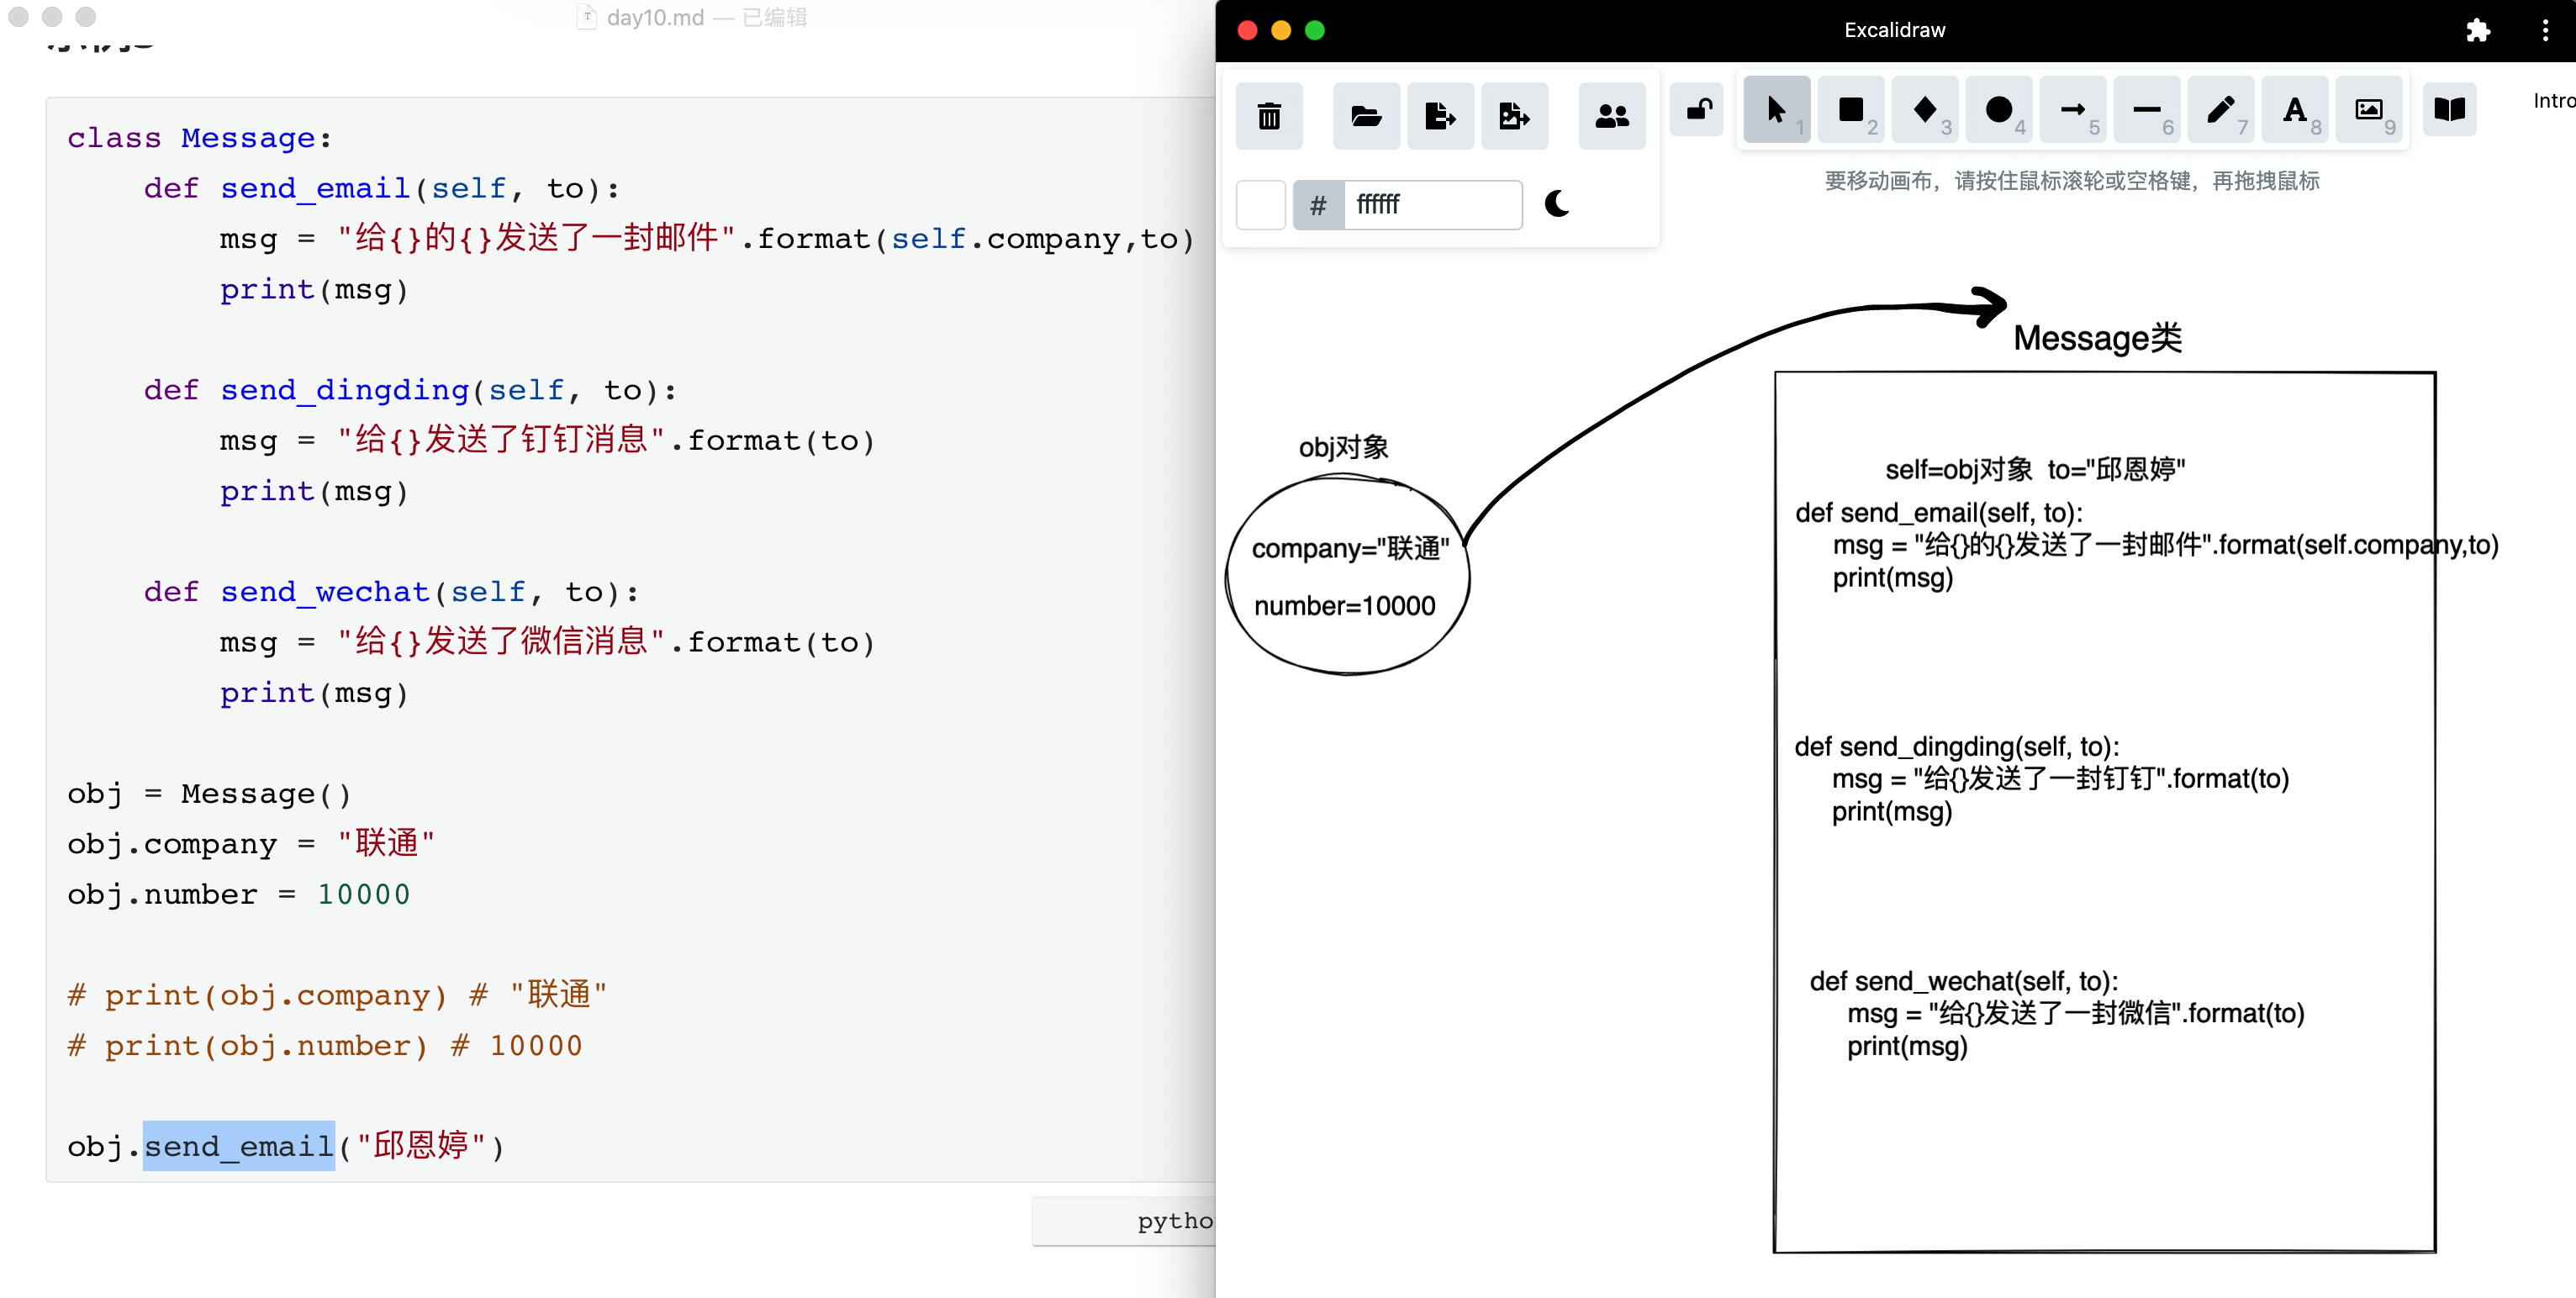 day10.md — 已编辑
class Message:
    def send_email(self, to):
        msg = "给{}的{}发送了一封邮件".format(self.company,to)
        print(msg)
    def send_dingding(self, to):
        msg = "给{}发送了钉钉消息".format(to)
        print(msg)
    def send_wechat(self, to):
        msg = "给{}发送了微信消息".format(to)
        print(msg)
obj = Message()
obj.company = "联通"
obj.number = 10000
# print(obj.company) # "联通"
# print(obj.number) # 10000
obj.send_email("邱恩婷")
Excalidraw
1 2 3 4 5 6 7 A 8 9
# ffffff
要移动画布，请按住鼠标滚轮或空格键，再拖拽鼠标
Message类
obj对象
company="联通"
number=10000
self=obj对象 to="邱恩婷"
def send_email(self, to):
    msg = "给{}的{}发送了一封邮件".format(self.company,to)
    print(msg)
def send_dingding(self, to):
    msg = "给{}发送了一封钉钉".format(to)
    print(msg)
def send_wechat(self, to):
    msg = "给{}发送了一封微信".format(to)
    print(msg)